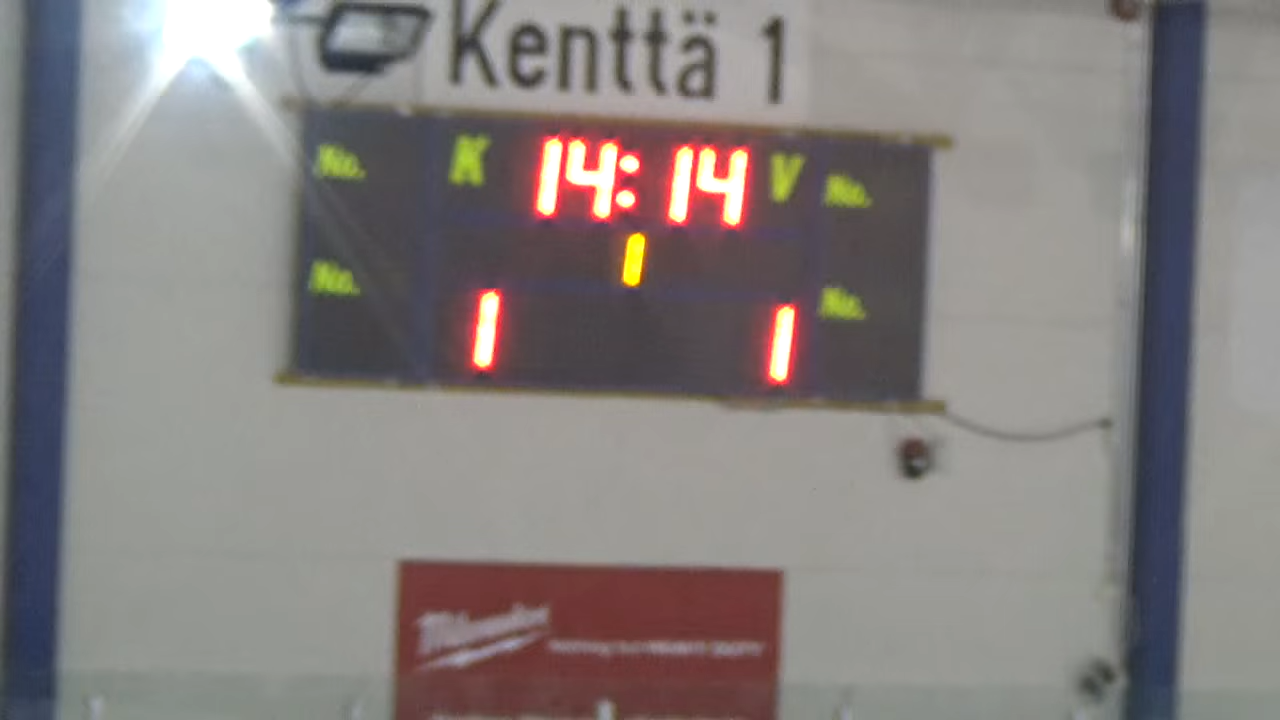 Kenttä 1
No. K 14:14 V No.
1
No. 1 1 No.
Milwaukee